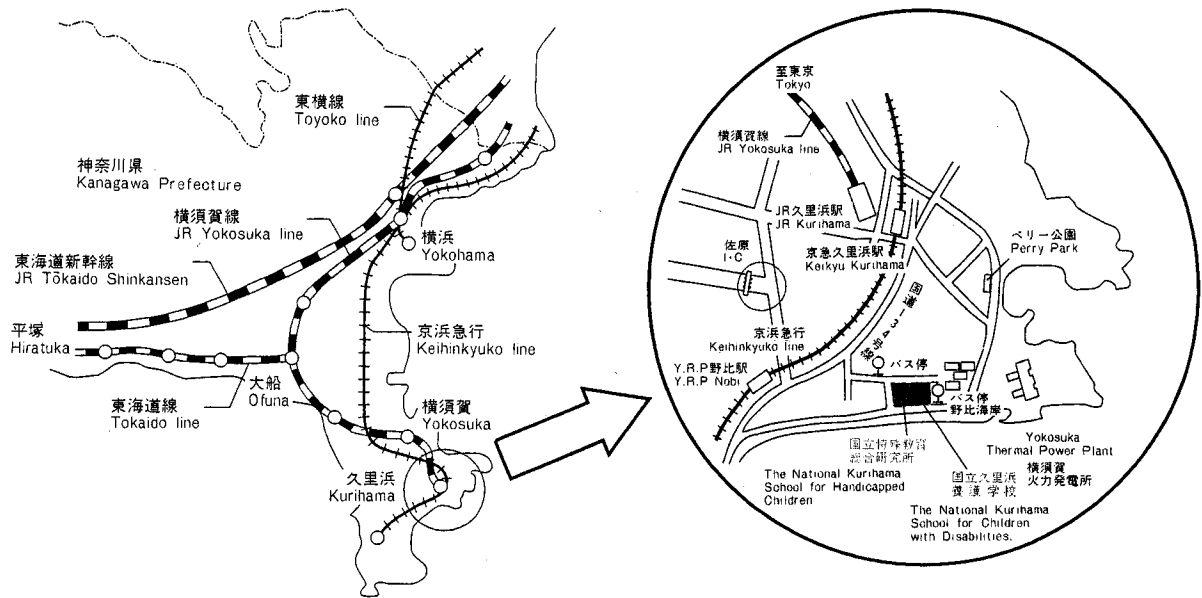 東横線
Toyoko line
神奈川県
Kanagawa Prefecture
横須賀線
JR Yokosuka line
東海道新幹線
JR Tōkaido Shinkansen
横浜
Yokohama
平塚
Hiratuka
京浜急行
Keihinkyuko line
大船
Ofuna
東海道線
Tokaido line
横須賀
Yokosuka
久里浜
Kurihama
至東京
Tokyo
横須賀線
JR Yokosuka line
JR久里浜駅
JR Kurihama
佐原
I・C
京急久里浜駅
Keikyu Kurihama
ペリー公園
Perry Park
国道134号線
京浜急行
Keihinkyuko line
Y.R.P野比駅
Y.R.P Nobi
バス停
バス停
野比海岸
国立特殊教育
総合研究所
The National Kurihama
School for Handicapped
Children
Yokosuka
Thermal Power Plant
横須賀
火力発電所
国立久里浜
養護学校
The National Kurihama
School for Children
with Disabilities.